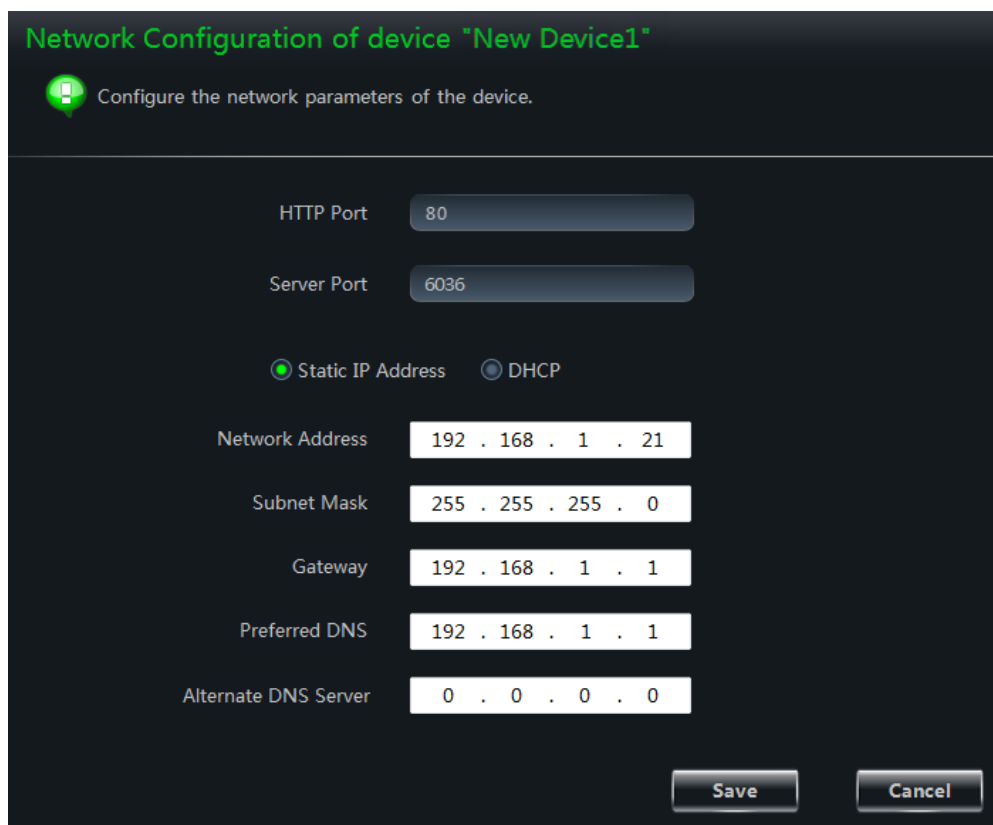 Network Configuration of device "New Device1"
Configure the network parameters of the device.
HTTP Port 80
Server Port 6036
Static IP Address DHCP
Network Address 192 . 168 . 1 . 21
Subnet Mask 255 . 255 . 255 . 0
Gateway 192 . 168 . 1 . 1
Preferred DNS 192 . 168 . 1 . 1
Alternate DNS Server 0 . 0 . 0 . 0
Save Cancel